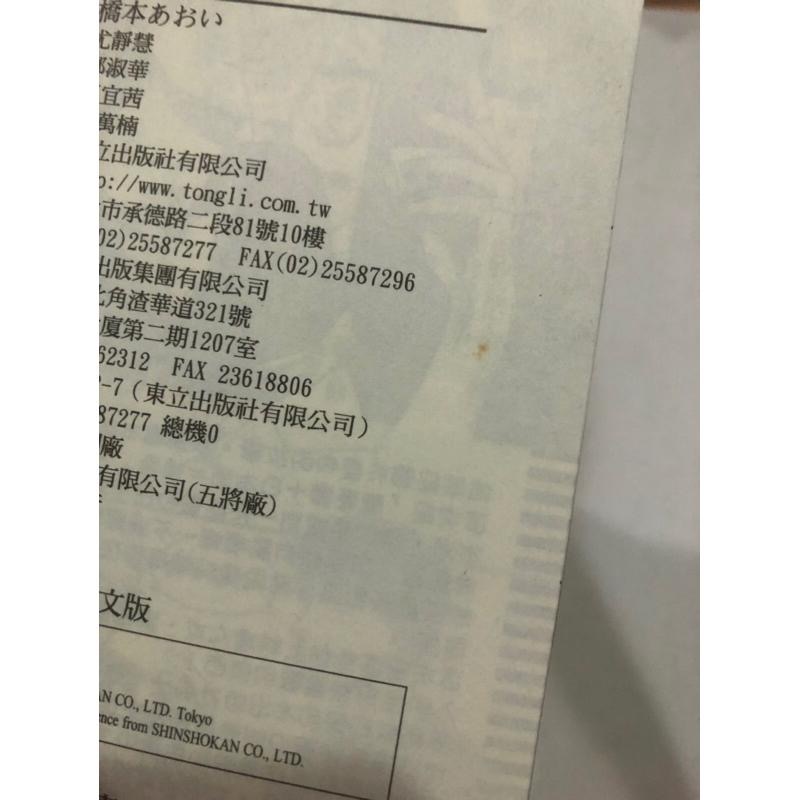 橋本あおい
尤靜慧
淑華
宜茜
萬楠
立出版社有限公司
p://www.tongli.com.tw
市承德路二段81號10樓
02)25587277 FAX(02)25587296
出版集團有限公司
北角渣華道321號
廈第二期1207室
62312 FAX 23618806
-7(東立出版社有限公司)
87277 總機0
廠
有限公司(五將廠)
文版
KAN CO., LTD. Tokyo
ence from SHINSHOKAN CO., LTD.